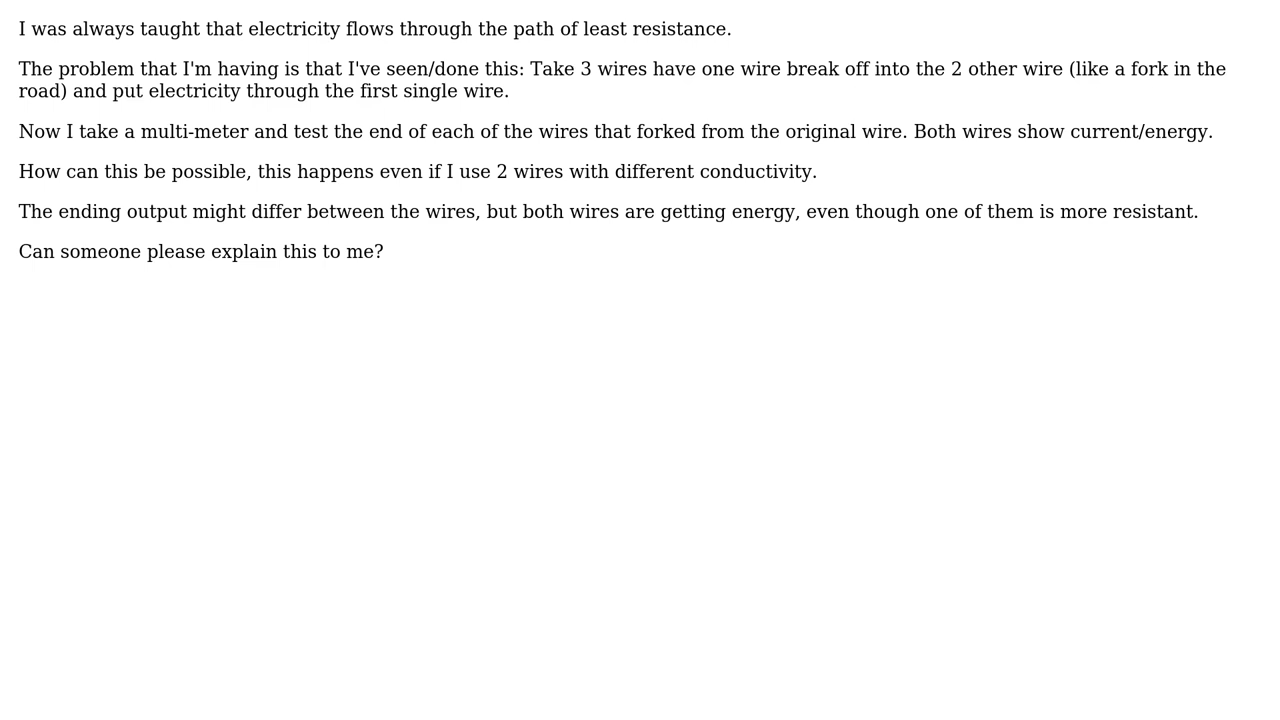 I was always taught that electricity flows through the path of least resistance.
The problem that I'm having is that I've seen/done this: Take 3 wires have one wire break off into the 2 other wire (like a fork in the
road) and put electricity through the first single wire.
Now I take a multi-meter and test the end of each of the wires that forked from the original wire. Both wires show current/energy.
How can this be possible, this happens even if I use 2 wires with different conductivity.
The ending output might differ between the wires, but both wires are getting energy, even though one of them is more resistant.
Can someone please explain this to me?